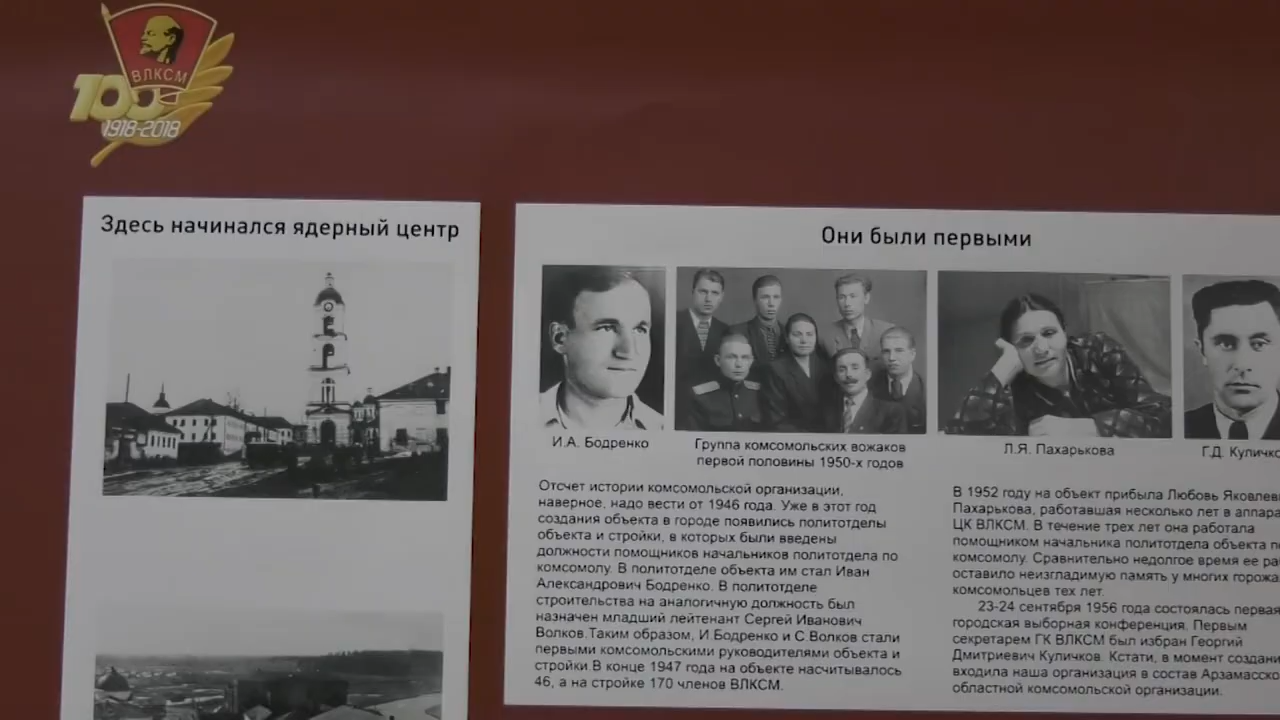 ВЛКСМ
100
1918-2018
Здесь начинался ядерный центр
Они были первыми
И.А. Бодренко
Группа комсомольских вожаков
первой половины 1950-х годов
Л.Я. Пахарькова
Г.Д.
Отсчет истории комсомольской организации,
наверное, надо вести от 1946 года. Уже в этот год
создания объекта в городе появились политотделы
объекта и стройки, в которых были введены
должности помощников начальников политотдела по
комсомолу. В политотделе объекта им стал Иван
Александрович Бодренко. В политотделе
строительства на аналогичную должность был
назначен младший лейтенант Сергей Иванович
Волков.Таким образом, И.Бодренко и С.Волков стали
первыми комсомольскими руководителями объекта и
стройки.В конце 1947 года на объекте насчитывалось
46, а на стройке 170 членов ВЛКСМ.
В 1952 году на объект прибыла Любовь
Пахарькова, работавшая несколько лет в
ЦК ВЛКСМ. В течение трех лет она работала
помощником начальника политотдела объекта
комсомолу. Сравнительно недолгое время ее
оставило неизгладимую память у многих
комсомольцев тех лет.
23-24 сентября 1956 года состоялась первая
городская выборная конференция. Первым
секретарем ГК ВЛКСМ был избран Георгий
Дмитриевич Куличков. Кстати, в момент
входила наша организация в состав
областной комсомольской организации.